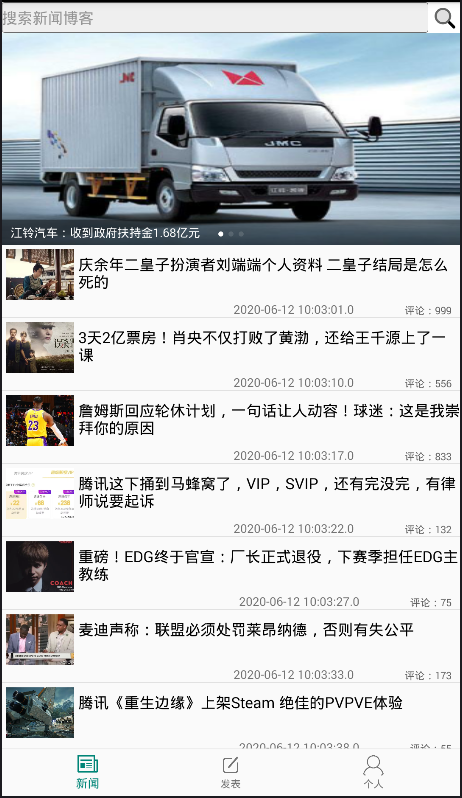 搜索新闻博客
JMC
JMC
江铃汽车：收到政府扶持金1.68亿元
庆余年二皇子扮演者刘端端个人资料 二皇子结局是怎么
死的
2020-06-12 10:03:01.0 评论：999
3天2亿票房！肖央不仅打败了黄渤，还给王千源上了一
课
2020-06-12 10:03:10.0 评论：556
23
詹姆斯回应轮休计划，一句话让人动容！球迷：这是我崇
拜你的原因
2020-06-12 10:03:17.0 评论：833
腾讯这下捅到马蜂窝了，VIP，SVIP，还有完没完，有律
师说要起诉
2020-06-12 10:03:22.0 评论：132
COACH
重磅！EDG终于官宣：厂长正式退役，下赛季担任EDG主
教练
2020-06-12 10:03:27.0 评论：75
麦迪声称：联盟必须处罚莱昂纳德，否则有失公平
2020-06-12 10:03:33.0 评论：173
腾讯《重生边缘》上架Steam 绝佳的PVPVE体验
2020-06-12 10:03:38.0 评论：55
新闻 发表 个人